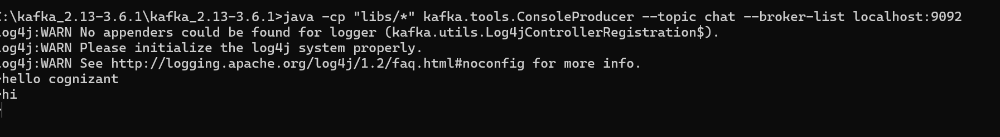 :\kafka_2.13-3.6.1\kafka_2.13-3.6.1>java -cp "libs/*" kafka.tools.ConsoleProducer --topic chat --broker-list localhost:9092
log4j:WARN No appenders could be found for logger (kafka.utils.Log4jControllerRegistration$).
log4j:WARN Please initialize the log4j system properly.
log4j:WARN See http://logging.apache.org/log4j/1.2/faq.html#noconfig for more info.
>hello cognizant
>hi
>